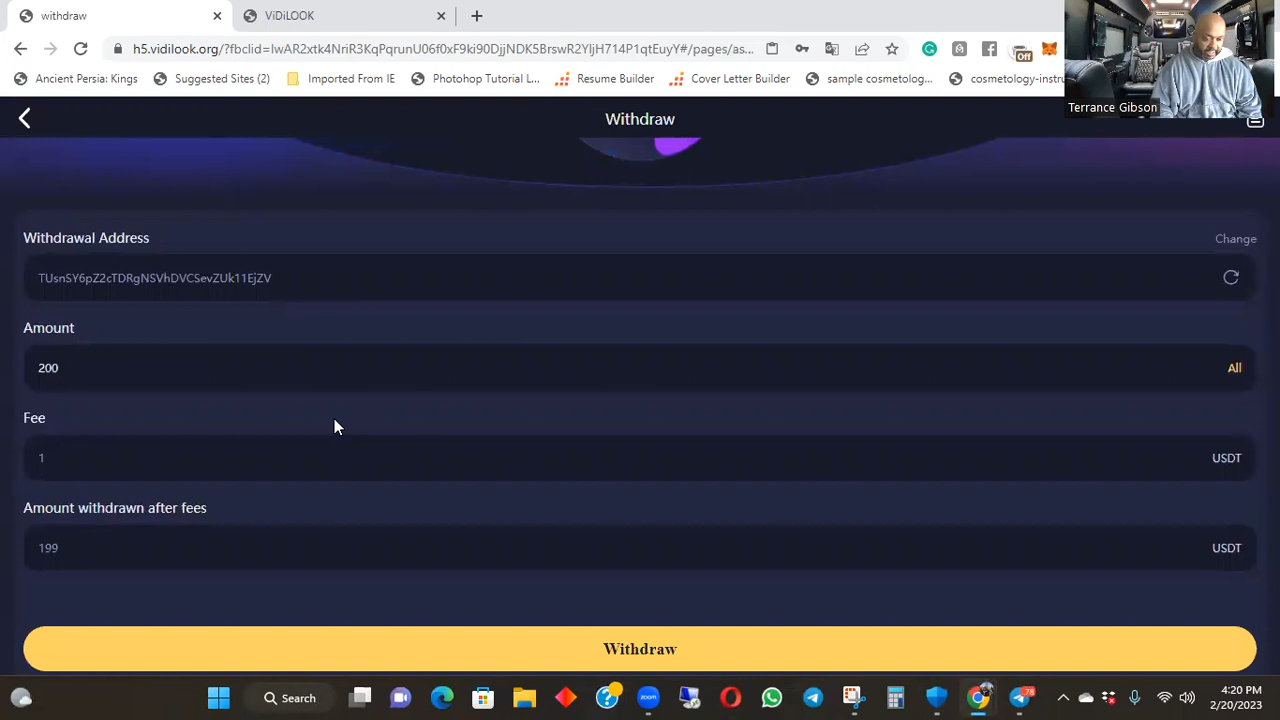 withdraw
ViDiLOOK
h5.vidilook.org/?fbclid=IwAR2xtk4NriR3KqPqrunU06f0xF9ki90DjjNDK5BrswR2YIjH714P1qtEuyY#/pages/as...
Ancient Persia: Kings
Suggested Sites (2)
Imported From IE
Photohop Tutorial L...
Resume Builder
Cover Letter Builder
sample cosmetolog...
cosmetology-instru
Off
Terrance Gibson
Withdraw
Withdrawal Address
Change
TUsnSY6pZ2cTDRgNSVhDVCSevZUk11EjZV
Amount
200
All
Fee
1
USDT
Amount withdrawn after fees
199
USDT
Withdraw
Search
78
4:20 PM
2/20/2023